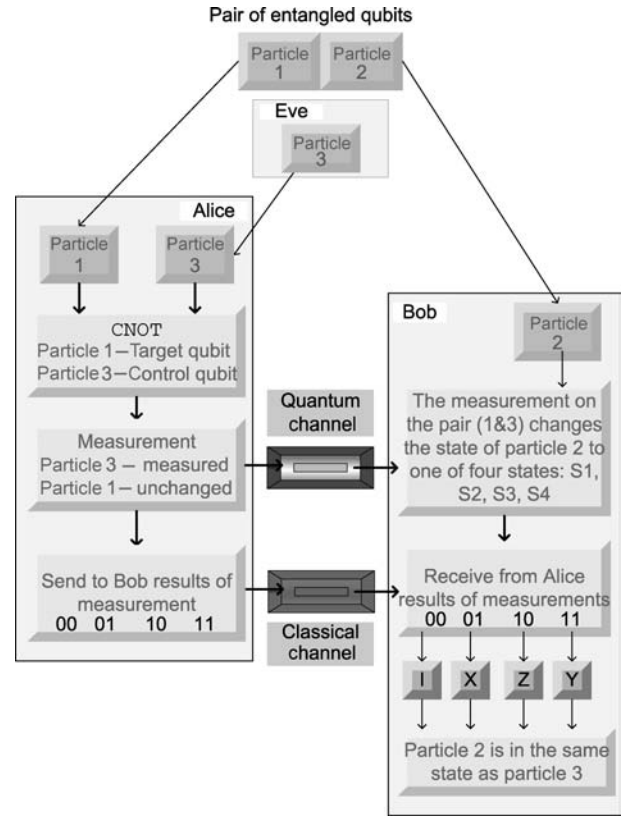 Pair of entangled qubits
Particle
1
Particle
2
Eve
Particle
3
Alice
Particle
1
Particle
3
CNOT
Particle 1–Target qubit
Particle 3–Control qubit
Measurement
Particle 3 – measured
Particle 1– unchanged
Send to Bob results of
measurement
00 01 10 11
Quantum
channel
Classical
channel
Bob
Particle
2
The measurement on
the pair (1&3) changes
the state of particle 2 to
one of four states: S1,
S2, S3, S4
Receive from Alice
results of measurements
00 01 10 11
I X Z Y
Particle 2 is in the same
state as particle 3